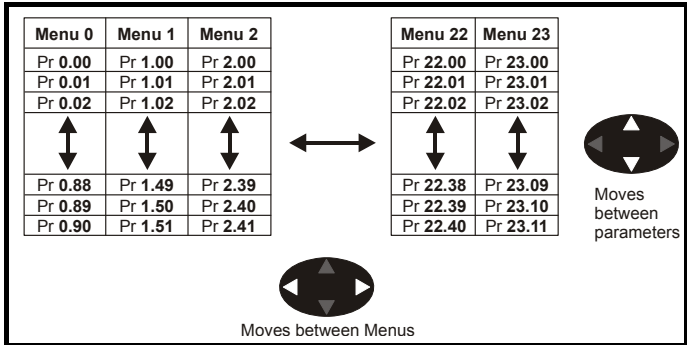 Menu 0 Menu 1 Menu 2 Menu 22 Menu 23
Pr 0.00 Pr 1.00 Pr 2.00 Pr 22.00 Pr 23.00
Pr 0.01 Pr 1.01 Pr 2.01 Pr 22.01 Pr 23.01
Pr 0.02 Pr 1.02 Pr 2.02 Pr 22.02 Pr 23.02
Pr 0.88 Pr 1.49 Pr 2.39 Pr 22.38 Pr 23.09
Pr 0.89 Pr 1.50 Pr 2.40 Pr 22.39 Pr 23.10
Pr 0.90 Pr 1.51 Pr 2.41 Pr 22.40 Pr 23.11
Moves
between
parameters
Moves between Menus